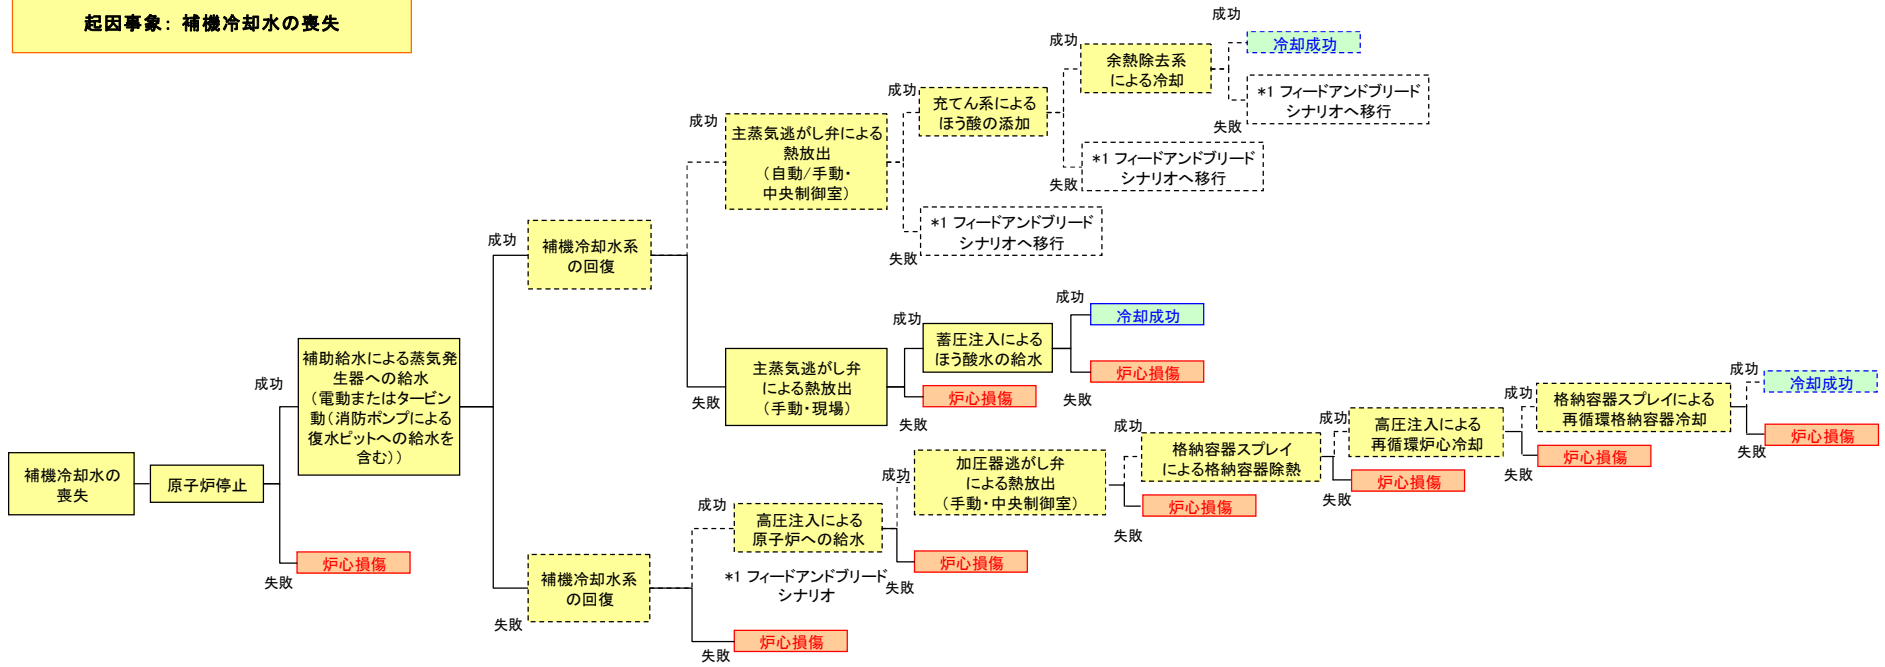 起因事象: 補機冷却水の喪失
補機冷却水の
喪失
原子炉停止
成功
失敗
補助給水による蒸気発
生器への給水
(電動またはタービン
動(消防ポンプによる
復水ピットへの給水を
含む))
炉心損傷
成功
失敗
補機冷却水系
の回復
成功
失敗
主蒸気逃がし弁による
熱放出
(自動/手動・
中央制御室)
成功
失敗
充てん系による
ほう酸の添加
*1 フィードアンドブリード
シナリオへ移行
成功
失敗
余熱除去系
による冷却
*1 フィードアンドブリード
シナリオへ移行
成功
失敗
冷却成功
*1 フィードアンドブリード
シナリオへ移行
主蒸気逃がし弁
による熱放出
(手動・現場)
成功
失敗
蓄圧注入による
ほう酸水の給水
炉心損傷
成功
失敗
冷却成功
炉心損傷
補機冷却水系
の回復
成功
失敗
高圧注入による
原子炉への給水
*1 フィードアンドブリード
シナリオ
炉心損傷
成功
失敗
加圧器逃がし弁
による熱放出
(手動・中央制御室)
炉心損傷
成功
失敗
格納容器スプレイ
による格納容器除熱
炉心損傷
成功
失敗
高圧注入による
再循環炉心冷却
炉心損傷
成功
失敗
格納容器スプレイによる
再循環格納容器冷却
炉心損傷
成功
失敗
冷却成功
炉心損傷